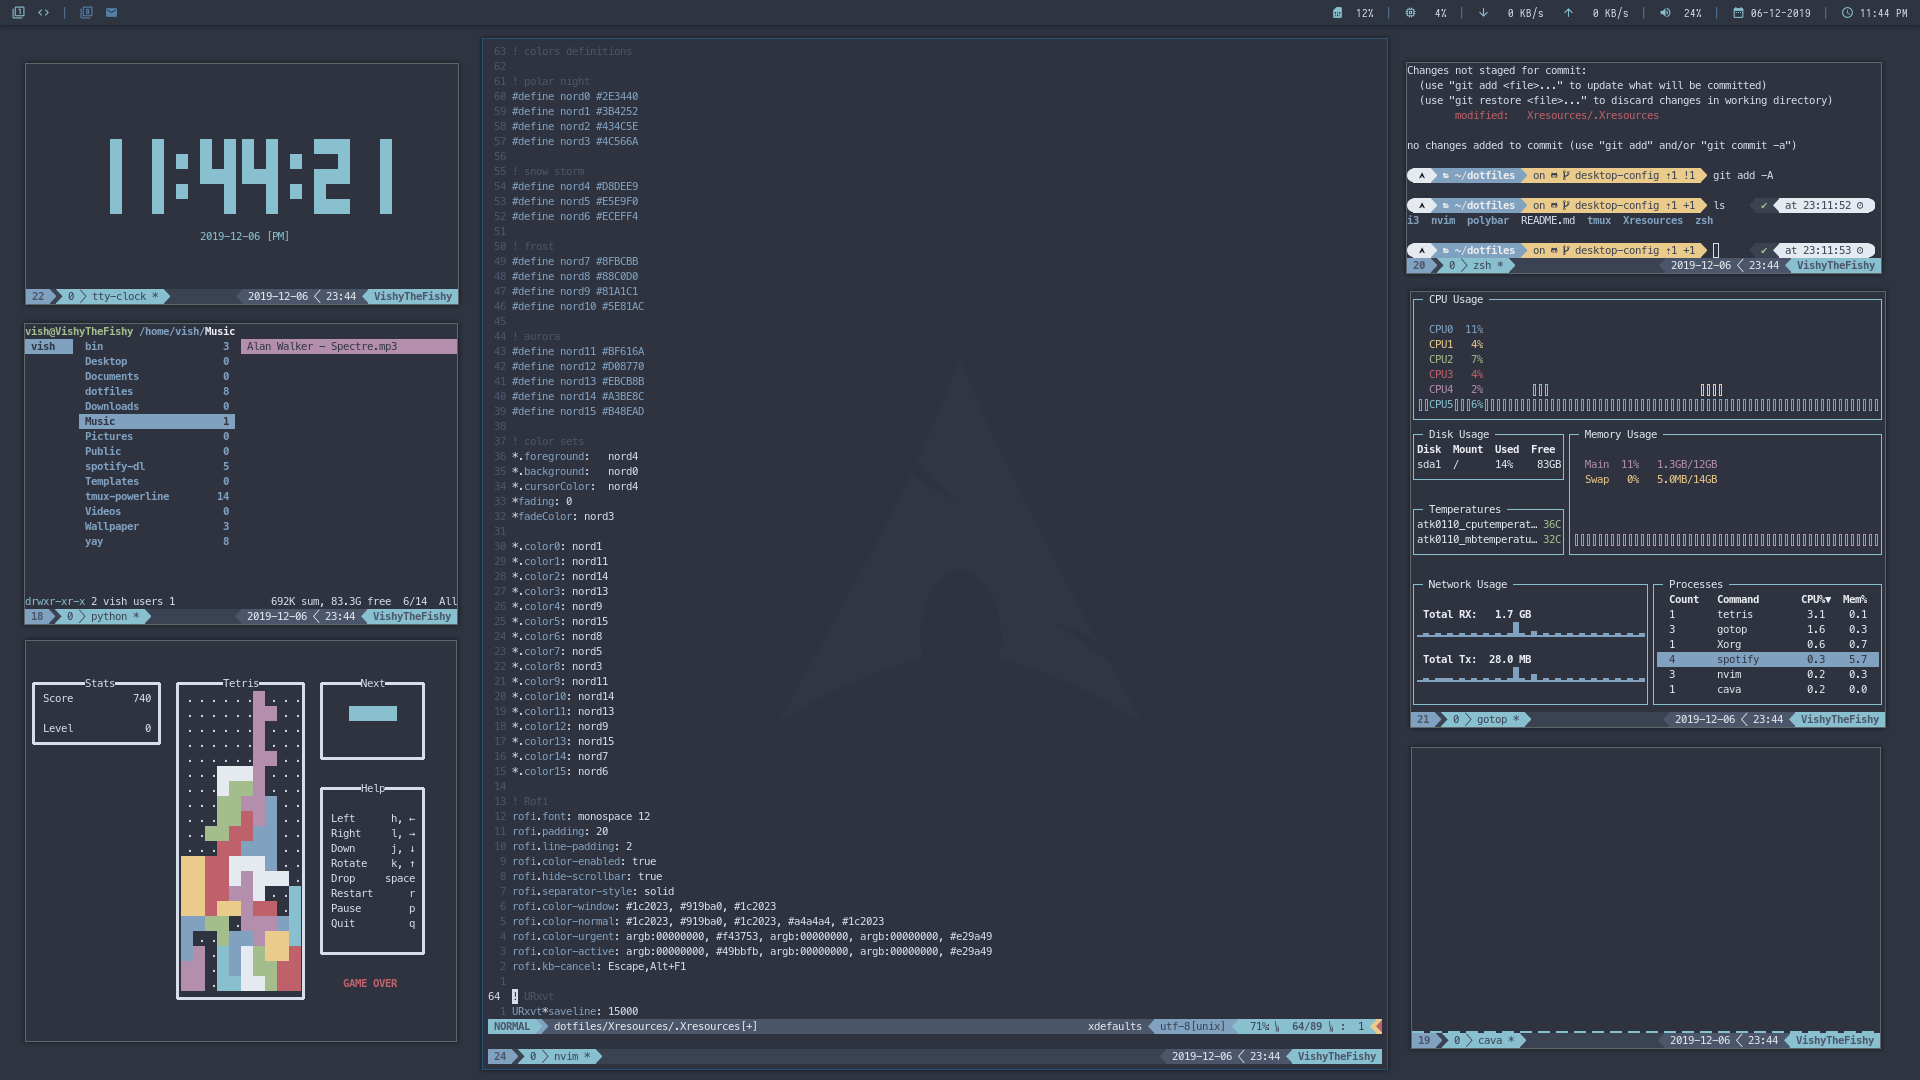 1 8 12% 4% 0 KB/s 0 KB/s 24% 06-12-2019 11:44 PM
11:44:21
2019-12-06 [PM]
22 0 tty-clock * 2019-12-06 23:44 VishyTheFishy
vish@VishyTheFishy /home/vish/Music
vish bin 3 Alan Walker - Spectre.mp3
Desktop 0
Documents 0
dotfiles 8
Downloads 0
Music 1
Pictures 0
Public 0
spotify-dl 5
Templates 0
tmux-powerline 14
Videos 0
Wallpaper 3
yay 8
drwxr-xr-x 2 vish users 1 692K sum, 83.3G free 6/14 All
18 0 python * 2019-12-06 23:44 VishyTheFishy
Stats
Score 740
Level 0
Tetris
Next
Help
Left h, ←
Right l, →
Down j, ↓
Rotate k, ↑
Drop space
Restart r
Pause p
Quit q
GAME OVER
63 ! colors definitions
62
61 ! polar night
60 #define nord0 #2E3440
59 #define nord1 #3B4252
58 #define nord2 #434C5E
57 #define nord3 #4C566A
56
55 ! snow storm
54 #define nord4 #D8DEE9
53 #define nord5 #E5E9F0
52 #define nord6 #ECEFF4
51
50 ! frost
49 #define nord7 #8FBCBB
48 #define nord8 #88C0D0
47 #define nord9 #81A1C1
46 #define nord10 #5E81AC
45
44 ! aurora
43 #define nord11 #BF616A
42 #define nord12 #D08770
41 #define nord13 #EBCB8B
40 #define nord14 #A3BE8C
39 #define nord15 #B48EAD
38
37 ! color sets
36 *.foreground: nord4
35 *.background: nord0
34 *.cursorColor: nord4
33 *fading: 0
32 *fadeColor: nord3
31
30 *.color0: nord1
29 *.color1: nord11
28 *.color2: nord14
27 *.color3: nord13
26 *.color4: nord9
25 *.color5: nord15
24 *.color6: nord8
23 *.color7: nord5
22 *.color8: nord3
21 *.color9: nord11
20 *.color10: nord14
19 *.color11: nord13
18 *.color12: nord9
17 *.color13: nord15
16 *.color14: nord7
15 *.color15: nord6
14
13 ! Rofi
12 rofi.font: monospace 12
11 rofi.padding: 20
10 rofi.line-padding: 2
9 rofi.color-enabled: true
8 rofi.hide-scrollbar: true
7 rofi.separator-style: solid
6 rofi.color-window: #1c2023, #919ba0, #1c2023
5 rofi.color-normal: #1c2023, #919ba0, #1c2023, #a4a4a4, #1c2023
4 rofi.color-urgent: argb:00000000, #f43753, argb:00000000, argb:00000000, #e29a49
3 rofi.color-active: argb:00000000, #49bbfb, argb:00000000, argb:00000000, #e29a49
2 rofi.kb-cancel: Escape,Alt+F1
1
64 ! URxvt
1 URxvt*saveline: 15000
NORMAL dotfiles/Xresources/.Xresources[+] xdefaults utf-8[unix] 71% 64/89 : 1
24 0 nvim * 2019-12-06 23:44 VishyTheFishy
Changes not staged for commit:
(use "git add <file>..." to update what will be committed)
(use "git restore <file>..." to discard changes in working directory)
modified: Xresources/.Xresources
no changes added to commit (use "git add" and/or "git commit -a")
~/dotfiles on desktop-config ↑1 !1 git add -A
~/dotfiles on desktop-config ↑1 +1 ls ✔ at 23:11:52
i3 nvim polybar README.md tmux Xresources zsh
~/dotfiles on desktop-config ↑1 +1 ✔ at 23:11:53
20 0 zsh * 2019-12-06 23:44 VishyTheFishy
CPU Usage
CPU0 11%
CPU1 4%
CPU2 7%
CPU3 4%
CPU4 2%
CPU5 6%
Disk Usage
Disk Mount Used Free
sda1 / 14% 83GB
Memory Usage
Main 11% 1.3GB/12GB
Swap 0% 5.0MB/14GB
Temperatures
atk0110_cputemperat… 36C
atk0110_mbtemperatu… 32C
Network Usage
Total RX: 1.7 GB
Total Tx: 28.0 MB
Processes
Count Command CPU%▼ Mem%
1 tetris 3.1 0.1
3 gotop 1.6 0.3
1 Xorg 0.6 0.7
4 spotify 0.3 5.7
3 nvim 0.2 0.3
1 cava 0.2 0.0
21 0 gotop * 2019-12-06 23:44 VishyTheFishy
19 0 cava * 2019-12-06 23:44 VishyTheFishy